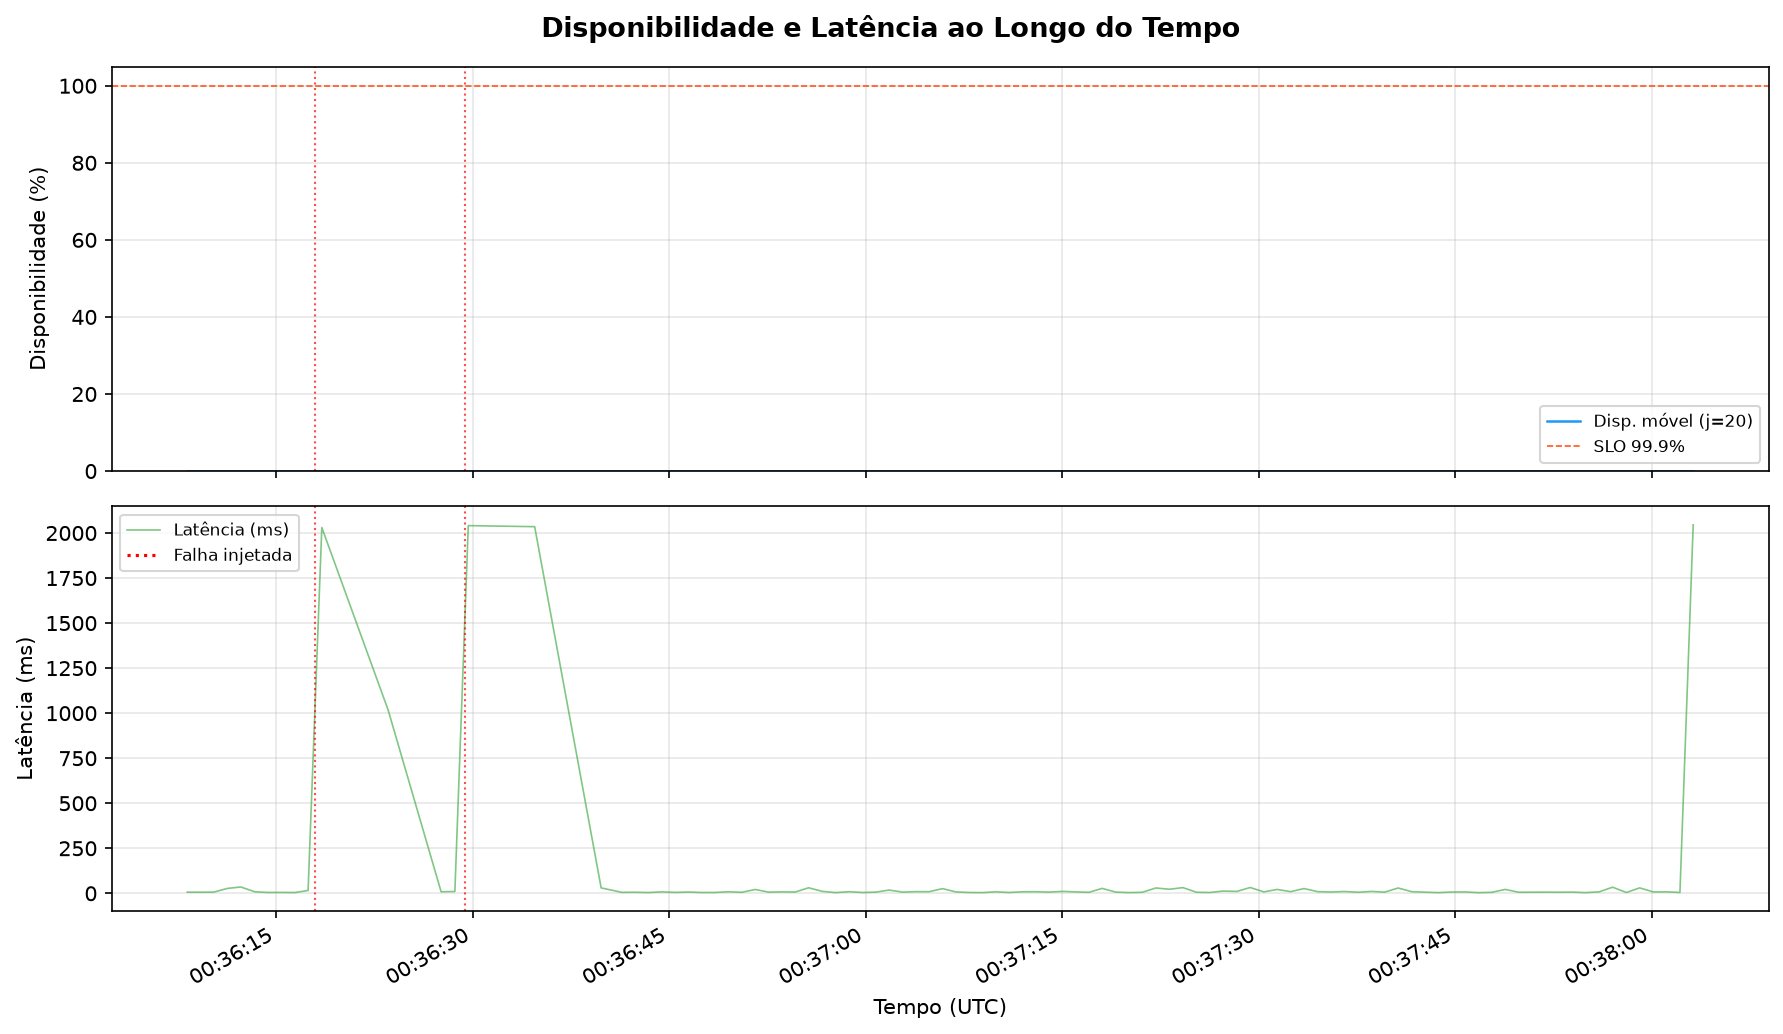 Disponibilidade e Latência ao Longo do Tempo
Disponibilidade (%)
100
80
60
40
20
0
Disp. móvel (j=20)
SLO 99.9%
Latência (ms)
2000
1750
1500
1250
1000
750
500
250
0
Latência (ms)
Falha injetada
00:36:15
00:36:30
00:36:45
00:37:00
00:37:15
00:37:30
00:37:45
00:38:00
Tempo (UTC)